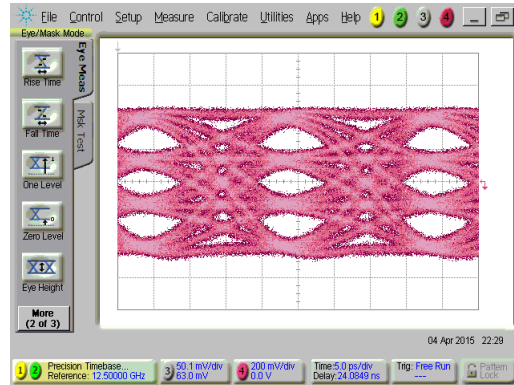 File Control Setup Measure Calibrate Utilities Apps Help 1 2 3 4
Eye/Mask Mode
Eye Meas
Msk Test
Rise Time
Fall Time
One Level
Zero Level
Eye Height
More
(2 of 3)
04 Apr 2015 22:29
1 2 Precision Timebase...
Reference: 12.50000 GHz
3 50.1 mV/div
63.0 mV
4 200 mV/div
0.0 V
Time:5.0 ps/div
Delay:24.0849 ns
Trig: Free Run
---
Pattern
Lock